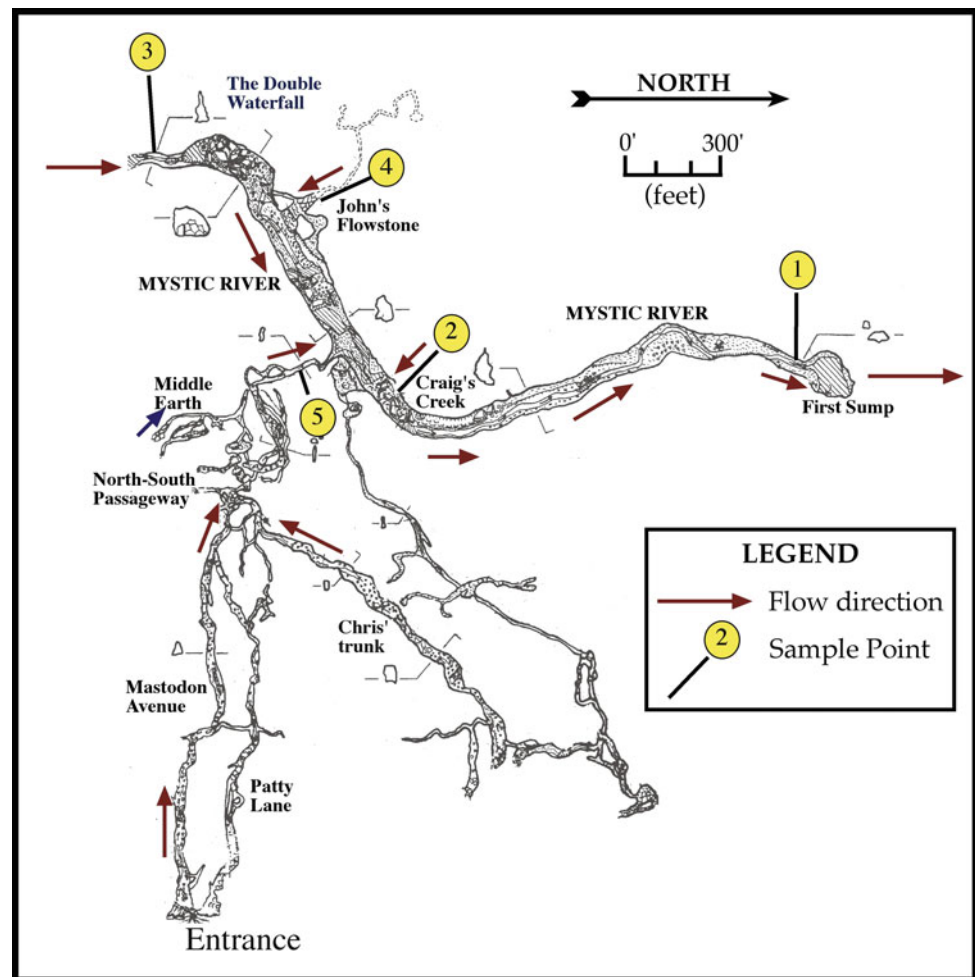 3
The Double
Waterfall
NORTH
0' 300'
(feet)
4
John's
Flowstone
MYSTIC RIVER
1
MYSTIC RIVER
2
Craig's
Creek
First Sump
Middle
Earth
5
North-South
Passageway
LEGEND
Flow direction
2 Sample Point
Chris'
trunk
Mastodon
Avenue
Patty
Lane
Entrance